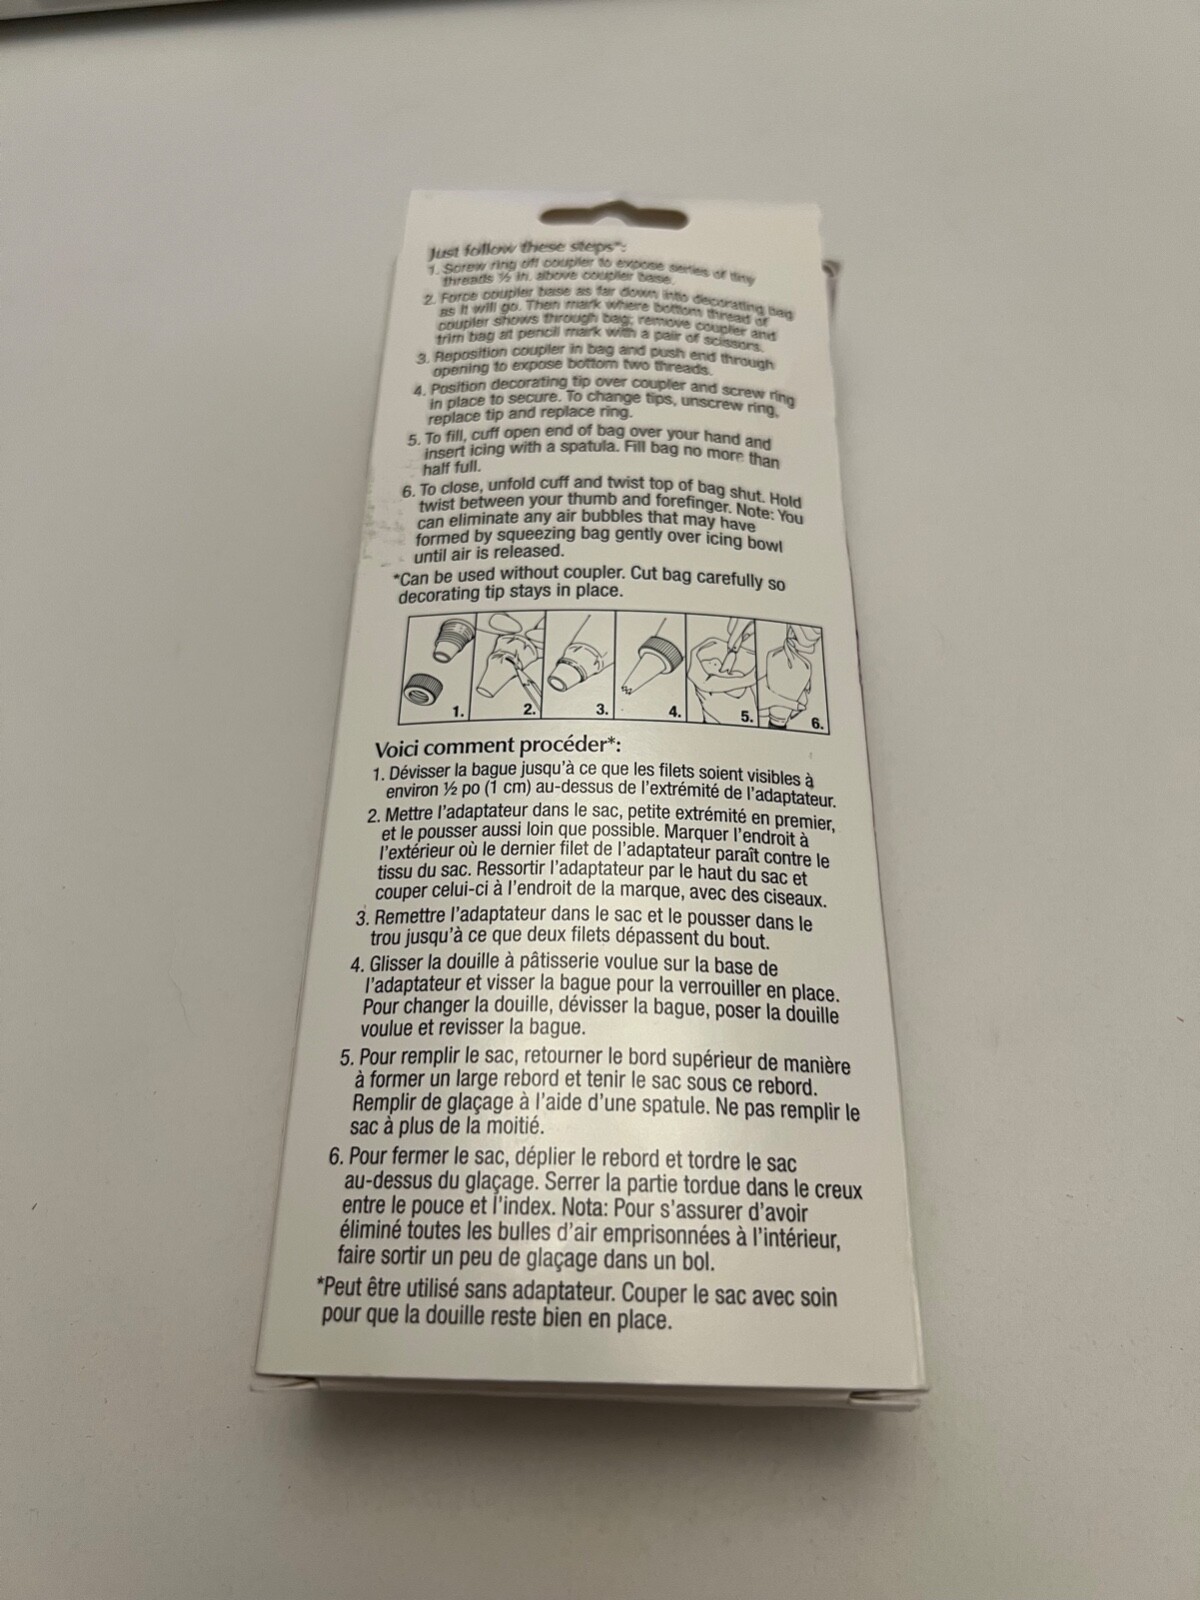 Just follow these steps*:
1. Screw ring off coupler to expose series of tiny
threads ½ in. above coupler base.
2. Force coupler base as far down into decorating bag
as it will go. Then mark where bottom thread of
coupler shows through bag; remove coupler and
trim bag at pencil mark with a pair of scissors.
3. Reposition coupler in bag and push end through
opening to expose bottom two threads.
4. Position decorating tip over coupler and screw ring
in place to secure. To change tips, unscrew ring,
replace tip and replace ring.
5. To fill, cuff open end of bag over your hand and
insert icing with a spatula. Fill bag no more than
half full.
6. To close, unfold cuff and twist top of bag shut. Hold
twist between your thumb and forefinger. Note: You
can eliminate any air bubbles that may have
formed by squeezing bag gently over icing bowl
until air is released.
*Can be used without coupler. Cut bag carefully so
decorating tip stays in place.
1. 2. 3. 4. 5. 6.
Voici comment procéder*:
1. Dévisser la bague jusqu'à ce que les filets soient visibles à
environ ½ po (1 cm) au-dessus de l'extrémité de l'adaptateur.
2. Mettre l'adaptateur dans le sac, petite extrémité en premier,
et le pousser aussi loin que possible. Marquer l'endroit à
l'extérieur où le dernier filet de l'adaptateur paraît contre le
tissu du sac. Ressortir l'adaptateur par le haut du sac et
couper celui-ci à l'endroit de la marque, avec des ciseaux.
3. Remettre l'adaptateur dans le sac et le pousser dans le
trou jusqu'à ce que deux filets dépassent du bout.
4. Glisser la douille à pâtisserie voulue sur la base de
l'adaptateur et visser la bague pour la verrouiller en place.
Pour changer la douille, dévisser la bague, poser la douille
voulue et revisser la bague.
5. Pour remplir le sac, retourner le bord supérieur de manière
à former un large rebord et tenir le sac sous ce rebord.
Remplir de glaçage à l'aide d'une spatule. Ne pas remplir le
sac à plus de la moitié.
6. Pour fermer le sac, déplier le rebord et tordre le sac
au-dessus du glaçage. Serrer la partie tordue dans le creux
entre le pouce et l'index. Nota: Pour s'assurer d'avoir
éliminé toutes les bulles d'air emprisonnées à l'intérieur,
faire sortir un peu de glaçage dans un bol.
*Peut être utilisé sans adaptateur. Couper le sac avec soin
pour que la douille reste bien en place.